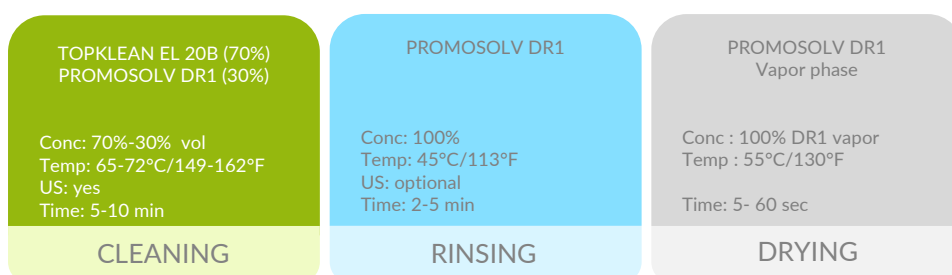 TOPKLEAN EL 20B (70%)
PROMOSOLV DR1 (30%)
Conc: 70%-30% vol
Temp: 65-72°C/149-162°F
US: yes
Time: 5-10 min
CLEANING
PROMOSOLV DR1
Conc: 100%
Temp: 45°C/113°F
US: optional
Time: 2-5 min
RINSING
PROMOSOLV DR1
Vapor phase
Conc : 100% DR1 vapor
Temp : 55°C/130°F
Time: 5- 60 sec
DRYING